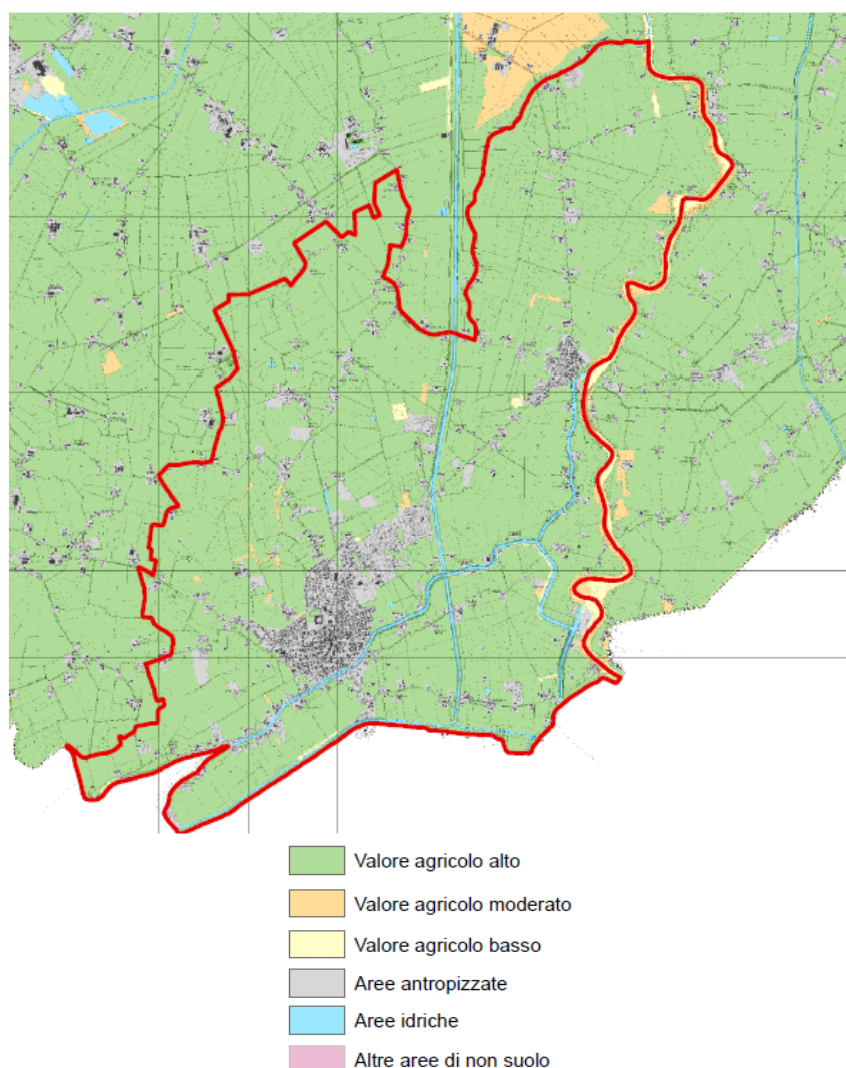 Valore agricolo alto
Valore agricolo moderato
Valore agricolo basso
Aree antropizzate
Aree idriche
Altre aree di non suolo